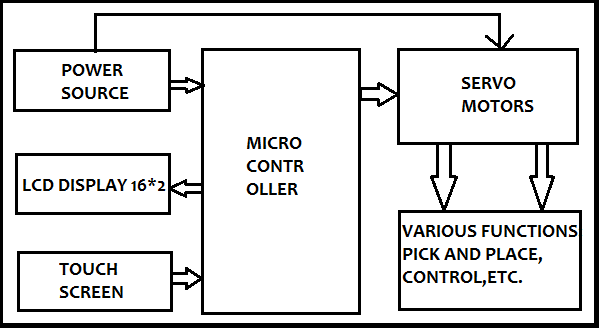 POWER
SOURCE
LCD DISPLAY 16*2
TOUCH
SCREEN
MICRO
CONTR
OLLER
SERVO
MOTORS
VARIOUS FUNCTIONS
PICK AND PLACE,
CONTROL,ETC.